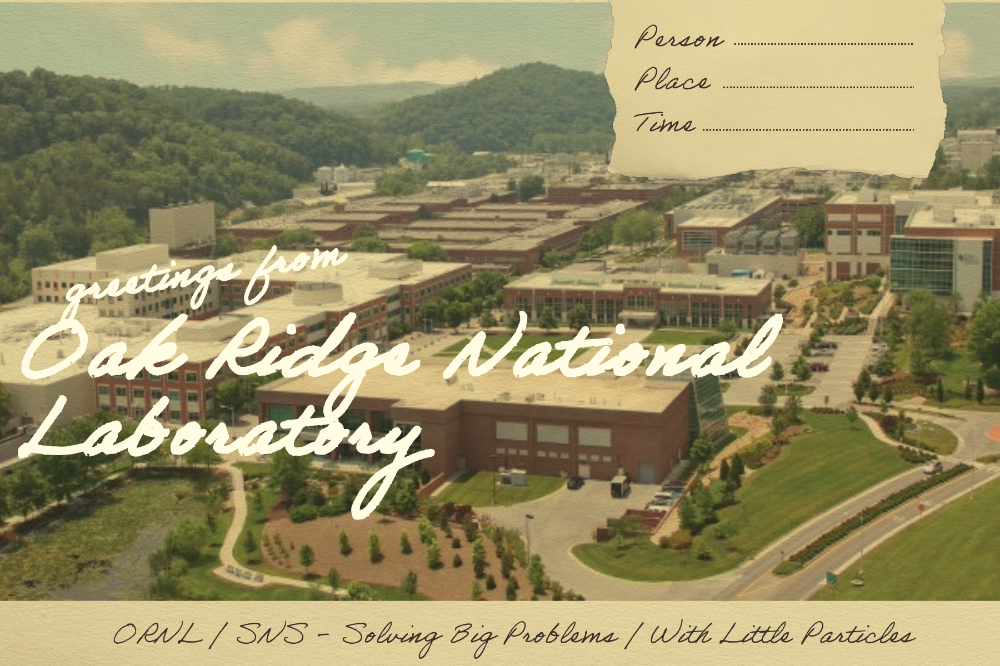 Person
Place
Time
greetings from
Oak Ridge National
Laboratory
ORNL / SNS - Solving Big Problems / With Little Particles